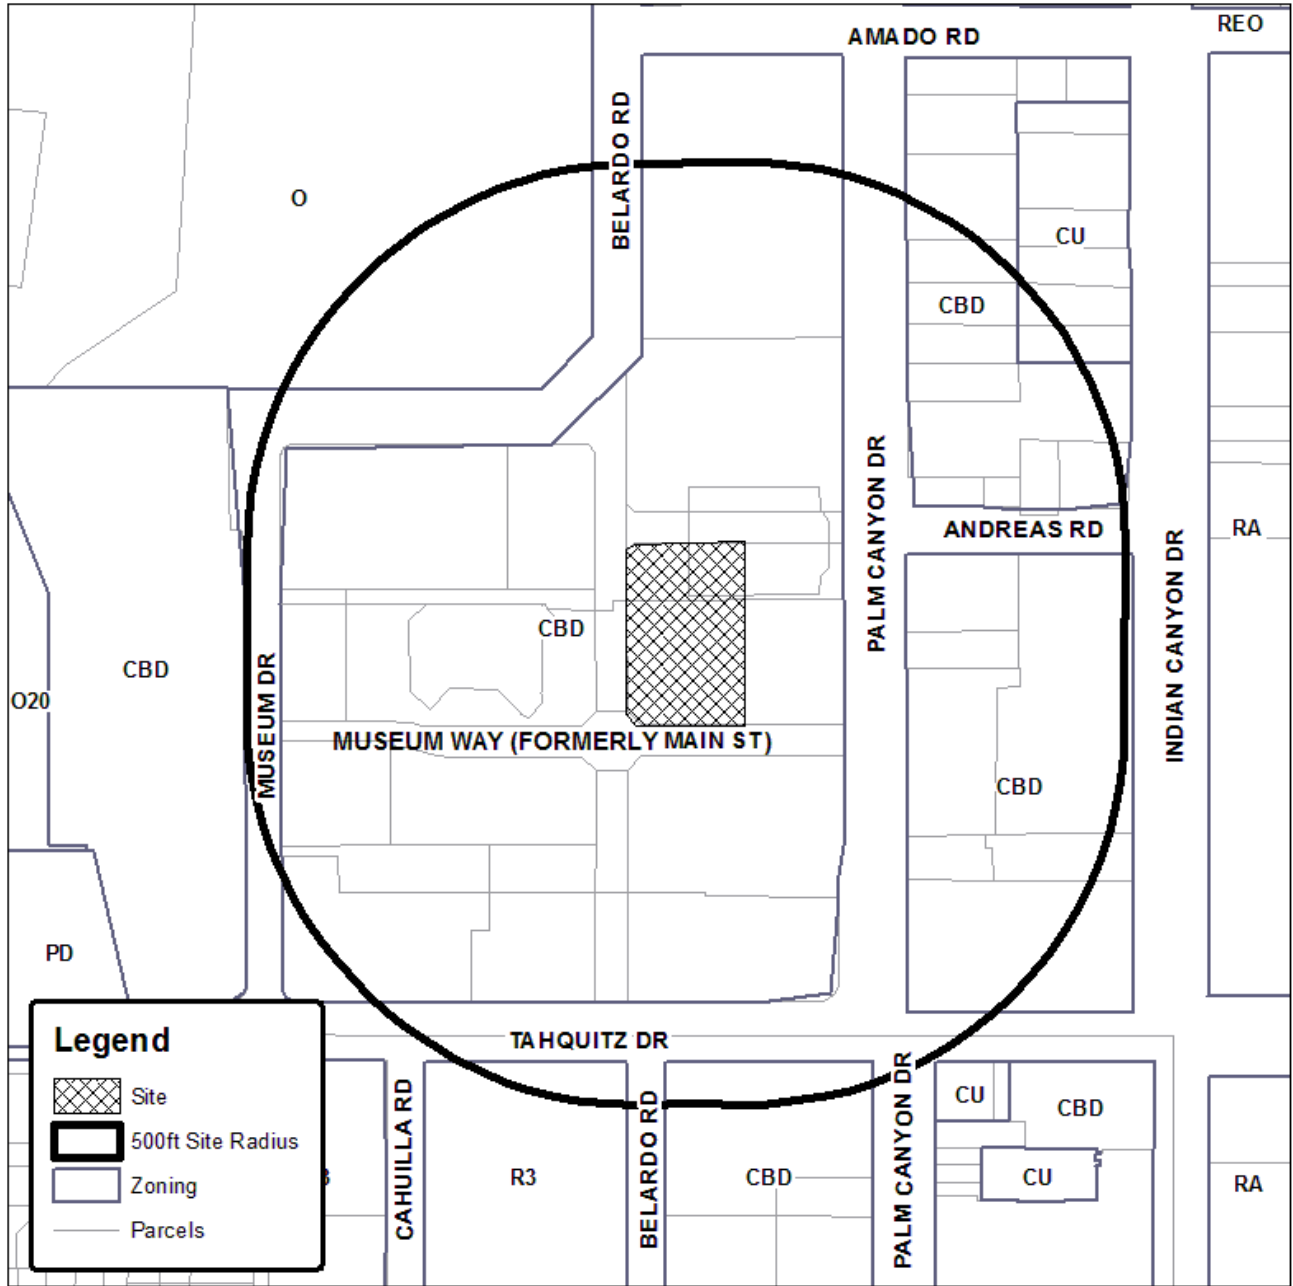 REO
AMADO RD
BELARDO RD
O
CU
CBD
PALM CANYON DR
ANDREAS RD
RA
INDIAN CANYON DR
CBD
CBD
O20
MUSEUM DR
MUSEUM WAY (FORMERLY MAIN ST)
CBD
PD
TAHQUITZ DR
Legend
Site
500ft Site Radius
Zoning
Parcels
CAHUILLA RD
R3
BELARDO RD
CBD
PALM CANYON DR
CU
CBD
CU
RA